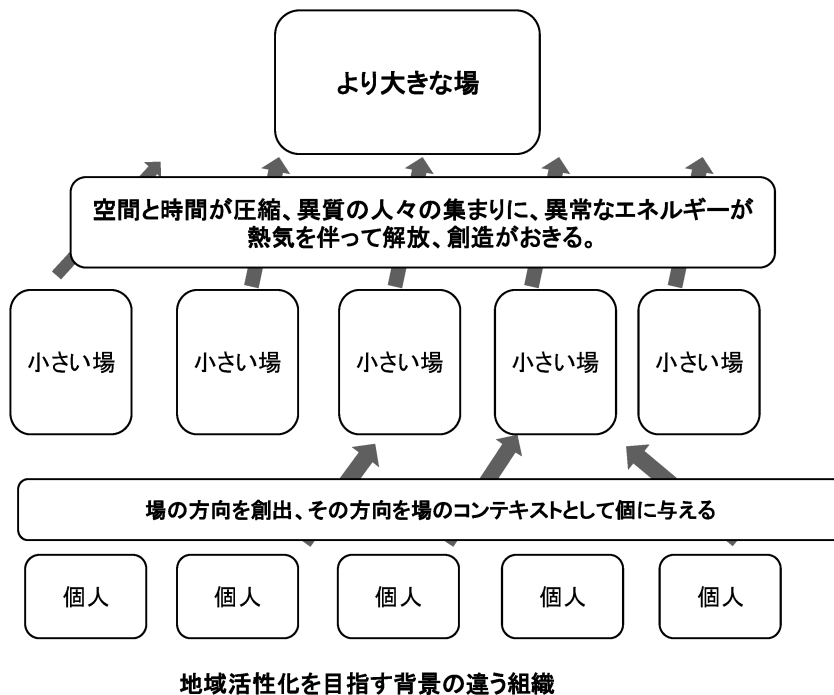 より大きな場
空間と時間が圧縮、異質の人々の集まりに、異常なエネルギーが
熱気を伴って解放、創造がおきる。
小さい場
小さい場
小さい場
小さい場
小さい場
場の方向を創出、その方向を場のコンテキストとして個に与える
個人
個人
個人
個人
個人
地域活性化を目指す背景の違う組織